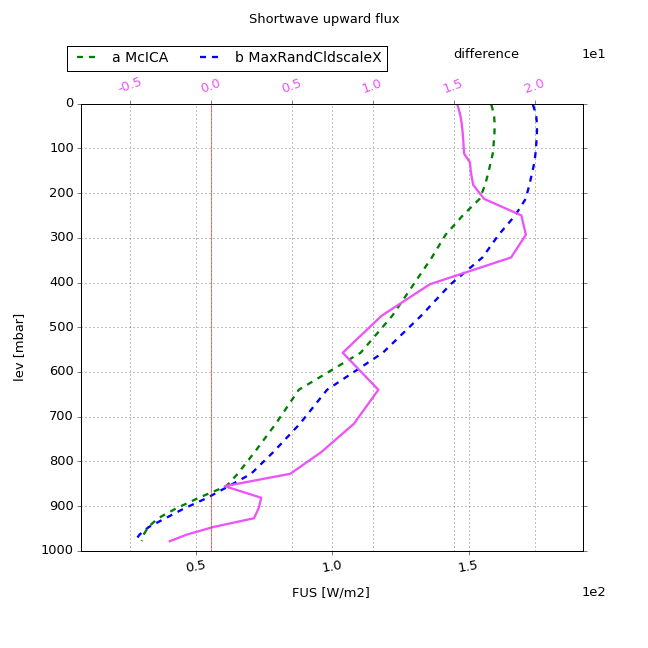 Shortwave upward flux
a McICA b MaxRandCldscaleX difference 1e1
-0.5 0.0 0.5 1.0 1.5 2.0
0
100
200
300
400
500
600
700
800
900
1000
lev [mbar]
0.5 1.0 1.5
FUS [W/m2] 1e2